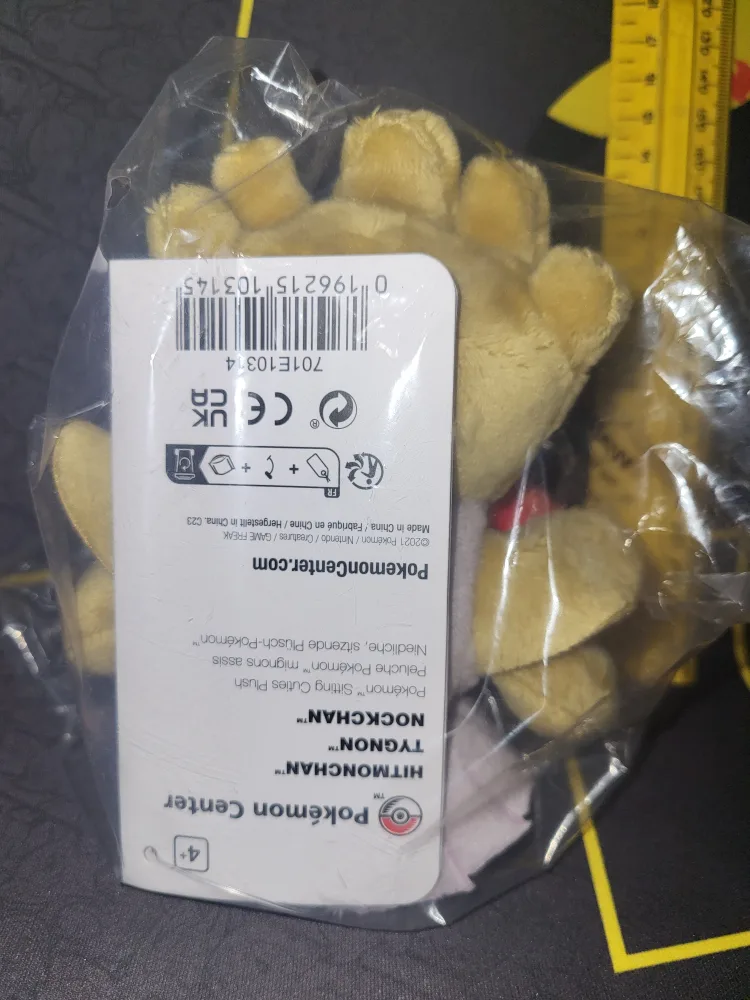 4+
Pokémon Center™
HITMONCHAN™
TYGNON™
NOCKCHAN™
Pokémon™ Sitting Cuties Plush
Peluche Pokémon™ mignons assis
Niedliche, sitzende Plüsch-Pokémon™
PokemonCenter.com
©2021 Pokémon / Nintendo / Creatures / GAME FREAK
Made in China / Fabriqué en Chine / Hergestellt in China. C23
FR
® CE UK CA
701E10314
0 196215 103145